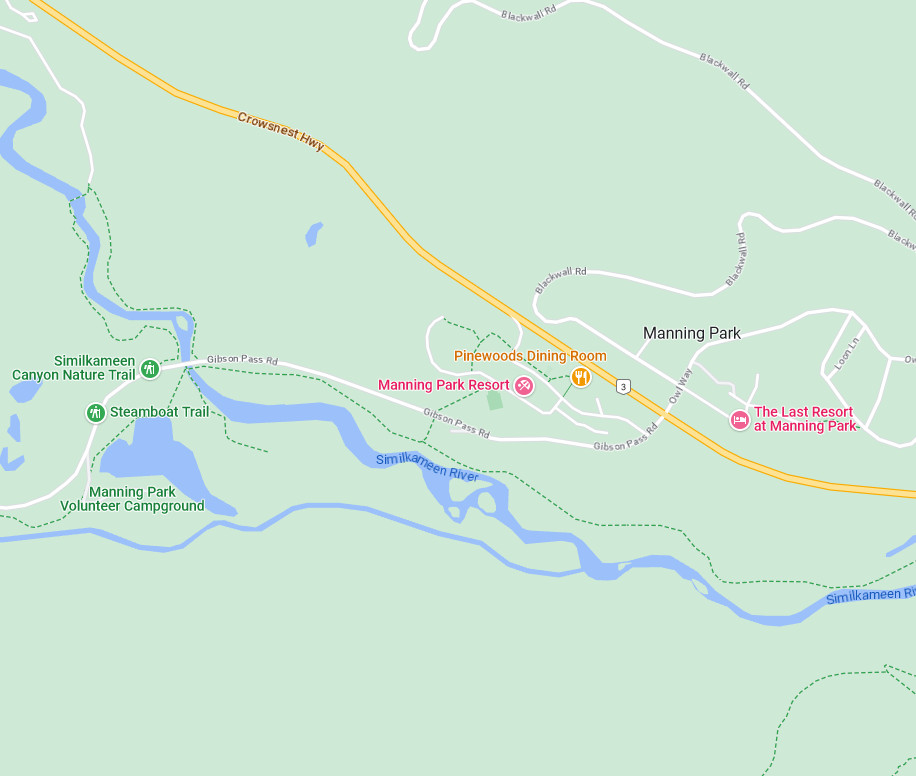 Blackwall Rd
Blackwall Rd
Crowsnest Hwy
Blackwall Rd
Blackwall Rd
Blackwall Rd
Manning Park
Similkameen
Canyon Nature Trail
Gibson Pass Rd
Pinewoods Dining Room
Loon Ln
Owl Way
Manning Park Resort
3
Steamboat Trail
Gibson Pass Rd
Gibson Pass Rd
The Last Resort
at Manning Park
Similkameen River
Manning Park
Volunteer Campground
Similkameen